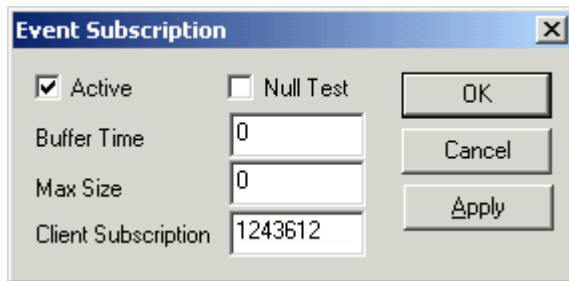 Event Subscription
Active
Null Test
OK
Buffer Time
0
Cancel
Max Size
0
Apply
Client Subscription
1243612